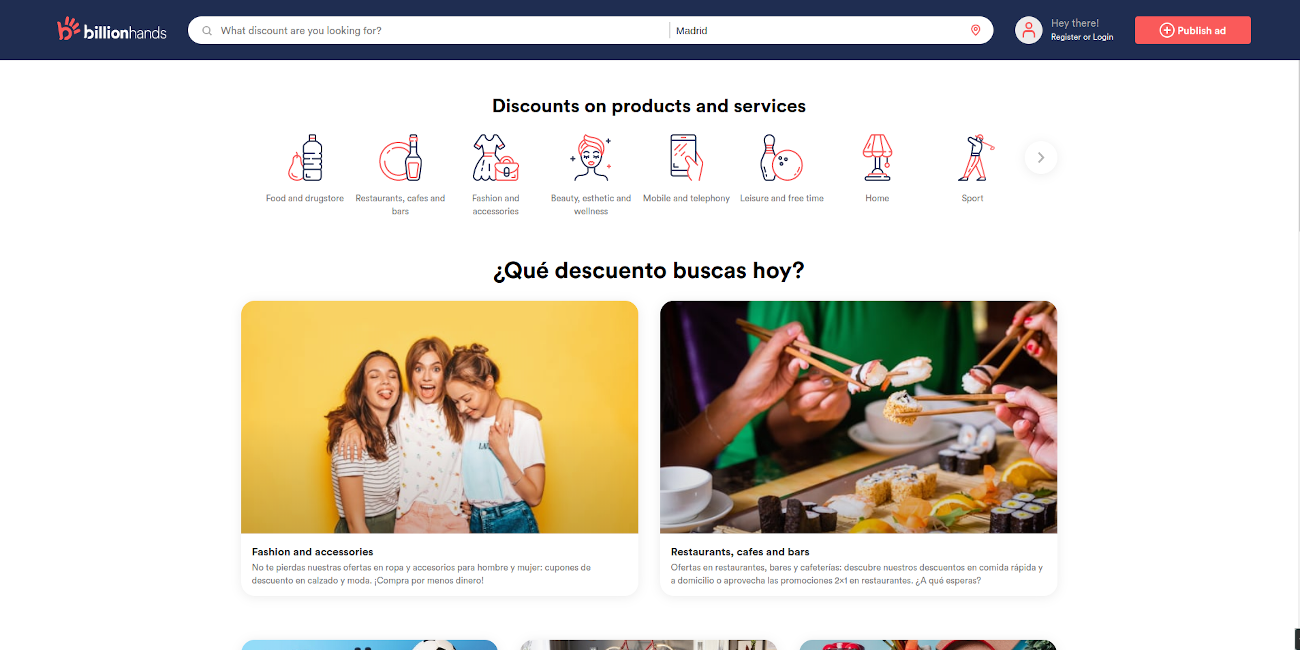 billionhands
What discount are you looking for?
Madrid
Hey there!
Register or Login
Publish ad
Discounts on products and services
Food and drugstore
Restaurants, cafes and
bars
Fashion and
accessories
Beauty, esthetic and
wellness
Mobile and telephony
Leisure and free time
Home
Sport
¿Qué descuento buscas hoy?
Fashion and accessories
No te pierdas nuestras ofertas en ropa y accesorios para hombre y mujer: cupones de
descuento en calzado y moda. ¡Compra por menos dinero!
Restaurants, cafes and bars
Ofertas en restaurantes, bares y cafeterías: descubre nuestros descuentos en comida rápida y
a domicilio o aprovecha las promociones 2×1 en restaurantes. ¿A qué esperas?